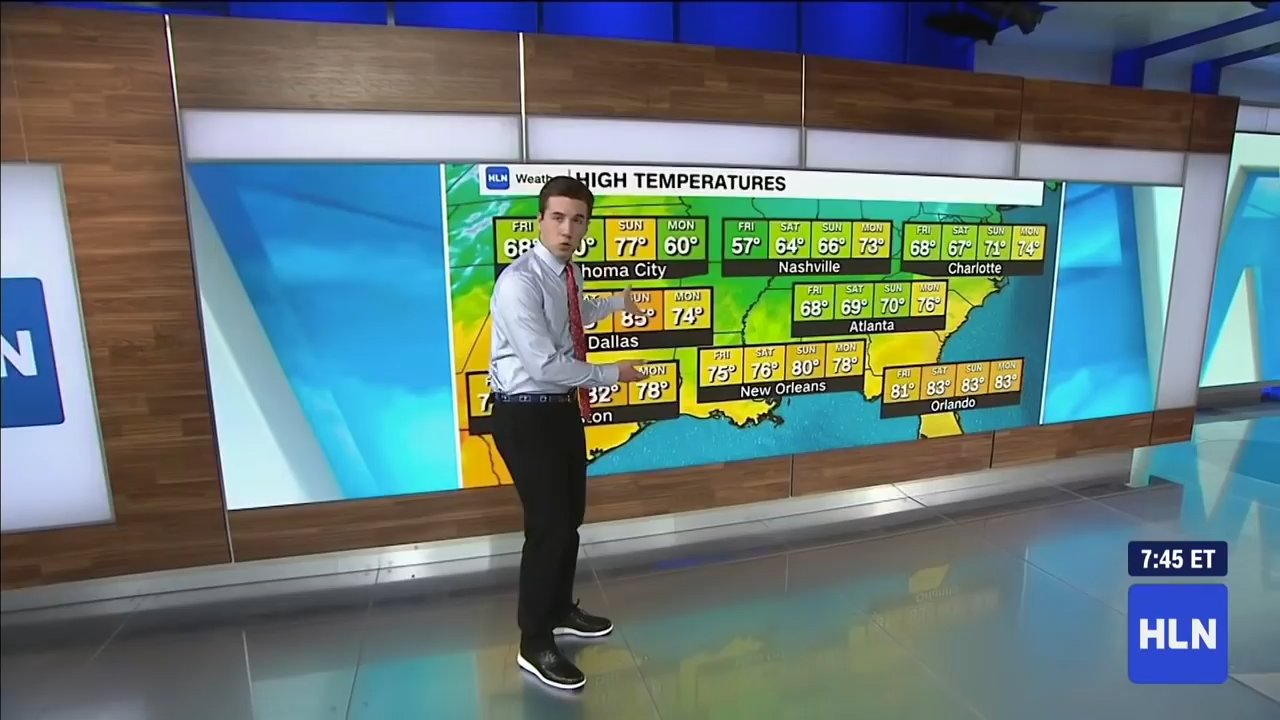 HLN Weather HIGH TEMPERATURES
FRI SUN MON
68° 77° 60°
homa City
FRI SAT SUN MON
57° 64° 66° 73°
Nashville
FRI SAT SUN MON
68° 67° 71° 74°
Charlotte
SUN MON
85° 74°
Dallas
FRI SAT SUN MON
68° 69° 70° 76°
Atlanta
MON
82° 78°
ton
FRI SAT SUN MON
75° 76° 80° 78°
New Orleans
FRI SAT SUN MON
81° 83° 83° 83°
Orlando
N
7:45 ET
HLN